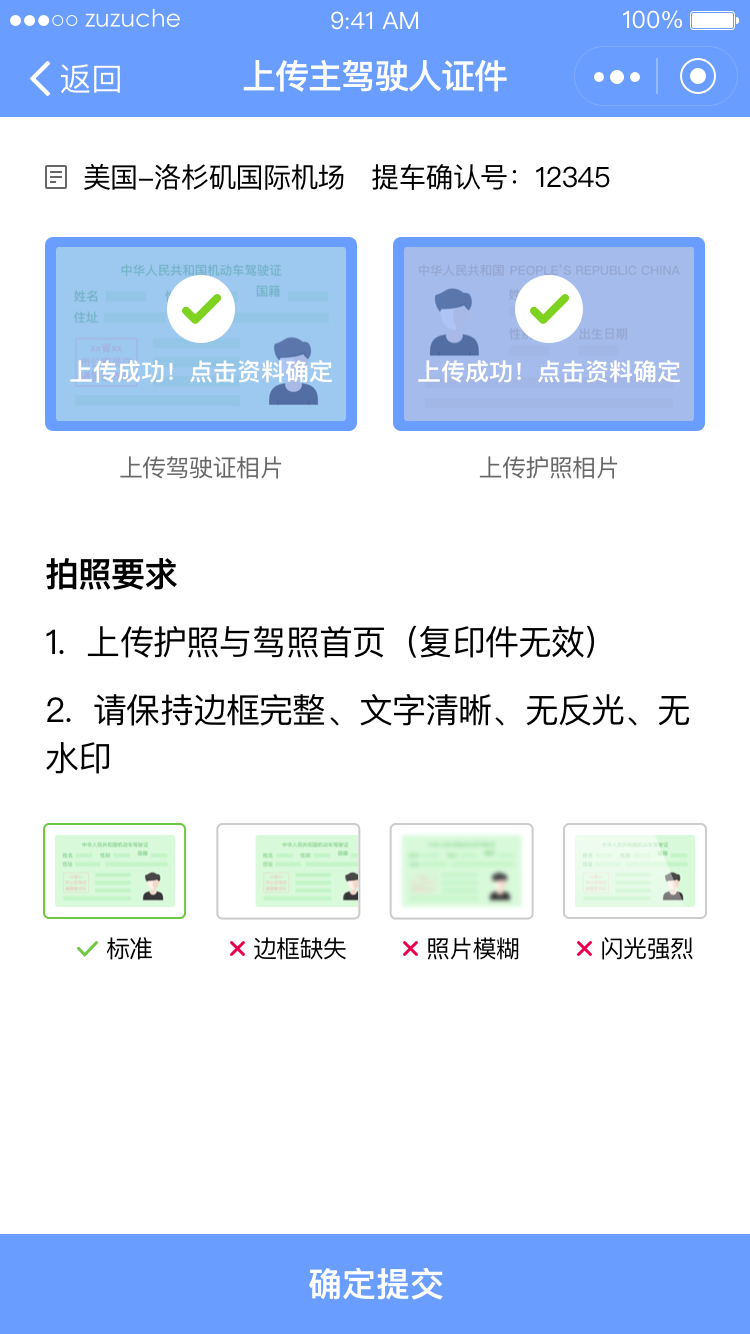 zuzuche 9:41 AM 100%
返回 上传主驾驶人证件
美国-洛杉矶国际机场 提车确认号：12345
中华人民共和国机动车驾驶证
姓名 国籍
住址
上传成功！点击资料确定
中华人民共和国 PEOPLE'S REPUBLIC CHINA
出生日期
上传成功！点击资料确定
上传驾驶证相片 上传护照相片
拍照要求
1. 上传护照与驾照首页（复印件无效）
2. 请保持边框完整、文字清晰、无反光、无
水印
标准 边框缺失 照片模糊 闪光强烈
确定提交